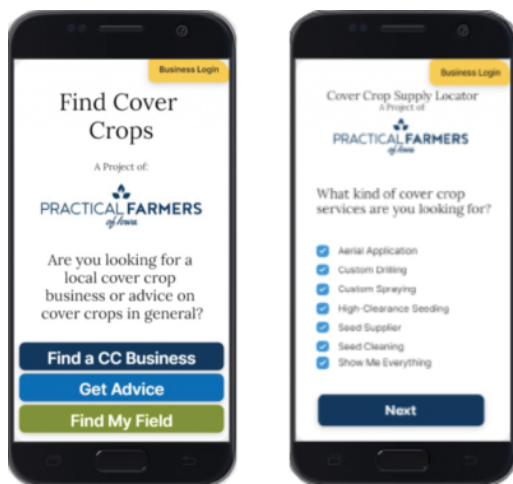 Business Login
Find Cover
Crops
A Project of:
PRACTICAL FARMERS
of Iowa
Are you looking for a
local cover crop
business or advice on
cover crops in general?
Find a CC Business
Get Advice
Find My Field
Business Login
Cover Crop Supply Locator
A Project of:
PRACTICAL FARMERS
of Iowa
What kind of cover crop
services are you looking for?
Aerial Application
Custom Drilling
Custom Spraying
High-Clearance Seeding
Seed Supplier
Seed Cleaning
Show Me Everything
Next